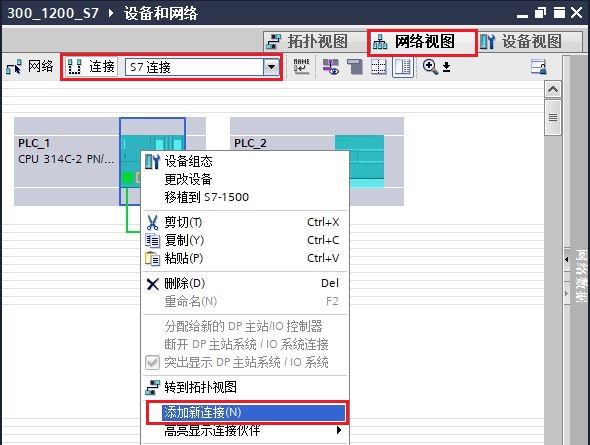 300_1200_S7 ▸ 设备和网络
拓扑视图 网络视图 设备视图
网络 连接 S7 连接
PLC_1
CPU 314C-2 PN/...
PLC_2
设备组态
更改设备
移植到 S7-1500
剪切(T) Ctrl+X
复制(Y) Ctrl+C
粘贴(P) Ctrl+V
删除(D) Del
重命名(N) F2
分配给新的 DP 主站/IO 控制器
断开 DP 主站系统 / IO 系统连接
突出显示 DP 主站系统 / IO 系统
转到拓扑视图
添加新连接(N)
高亮显示连接伙伴
网络数据